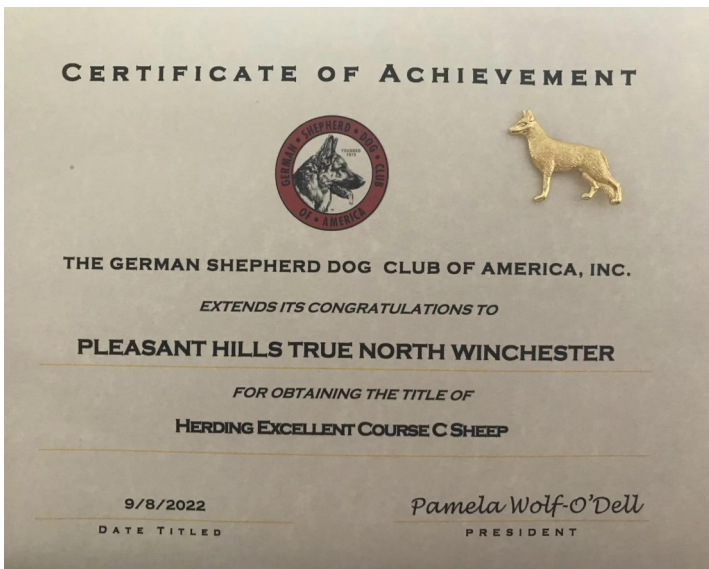 CERTIFICATE OF ACHIEVEMENT
GERMAN • SHEPHERD • DOG • CLUB
OF • AMERICA
FOUNDED
1913
THE GERMAN SHEPHERD DOG CLUB OF AMERICA, INC.
EXTENDS ITS CONGRATULATIONS TO
PLEASANT HILLS TRUE NORTH WINCHESTER
FOR OBTAINING THE TITLE OF
HERDING EXCELLENT COURSE C SHEEP
9/8/2022
Pamela Wolf-O'Dell
DATE TITLED
PRESIDENT